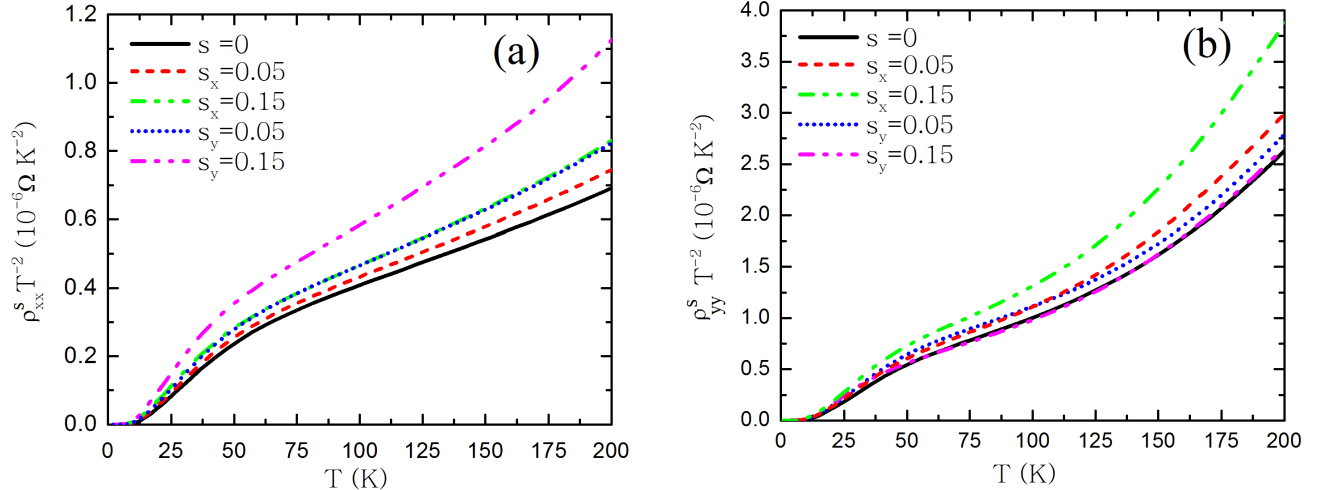 (a)
s =0
s_x=0.05
s_x=0.15
s_y=0.05
s_y=0.15
ρ^s_xx T^-2 (10^-6 Ω K^-2)
1.2
1.0
0.8
0.6
0.4
0.2
0.0
0 25 50 75 100 125 150 175 200
T (K)
(b)
s =0
s_x=0.05
s_x=0.15
s_y=0.05
s_y=0.15
ρ^s_yy T^-2 (10^-6 Ω K^-2)
4.0
3.5
3.0
2.5
2.0
1.5
1.0
0.5
0.0
0 25 50 75 100 125 150 175 200
T (K)